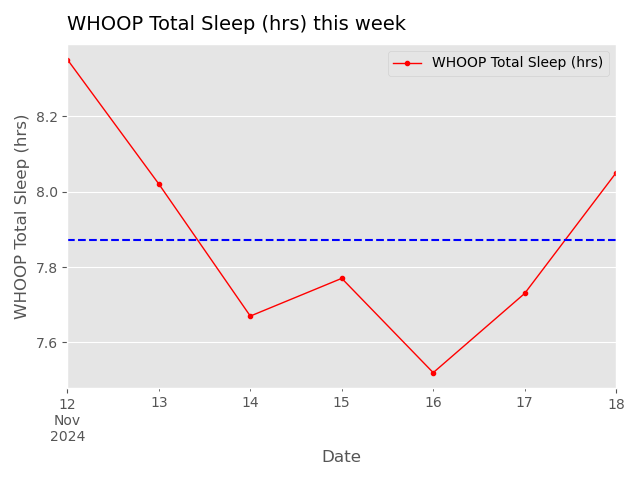 WHOOP Total Sleep (hrs) this week
WHOOP Total Sleep (hrs)
WHOOP Total Sleep (hrs)
8.2
8.0
7.8
7.6
12 13 14 15 16 17 18
Nov
2024
Date